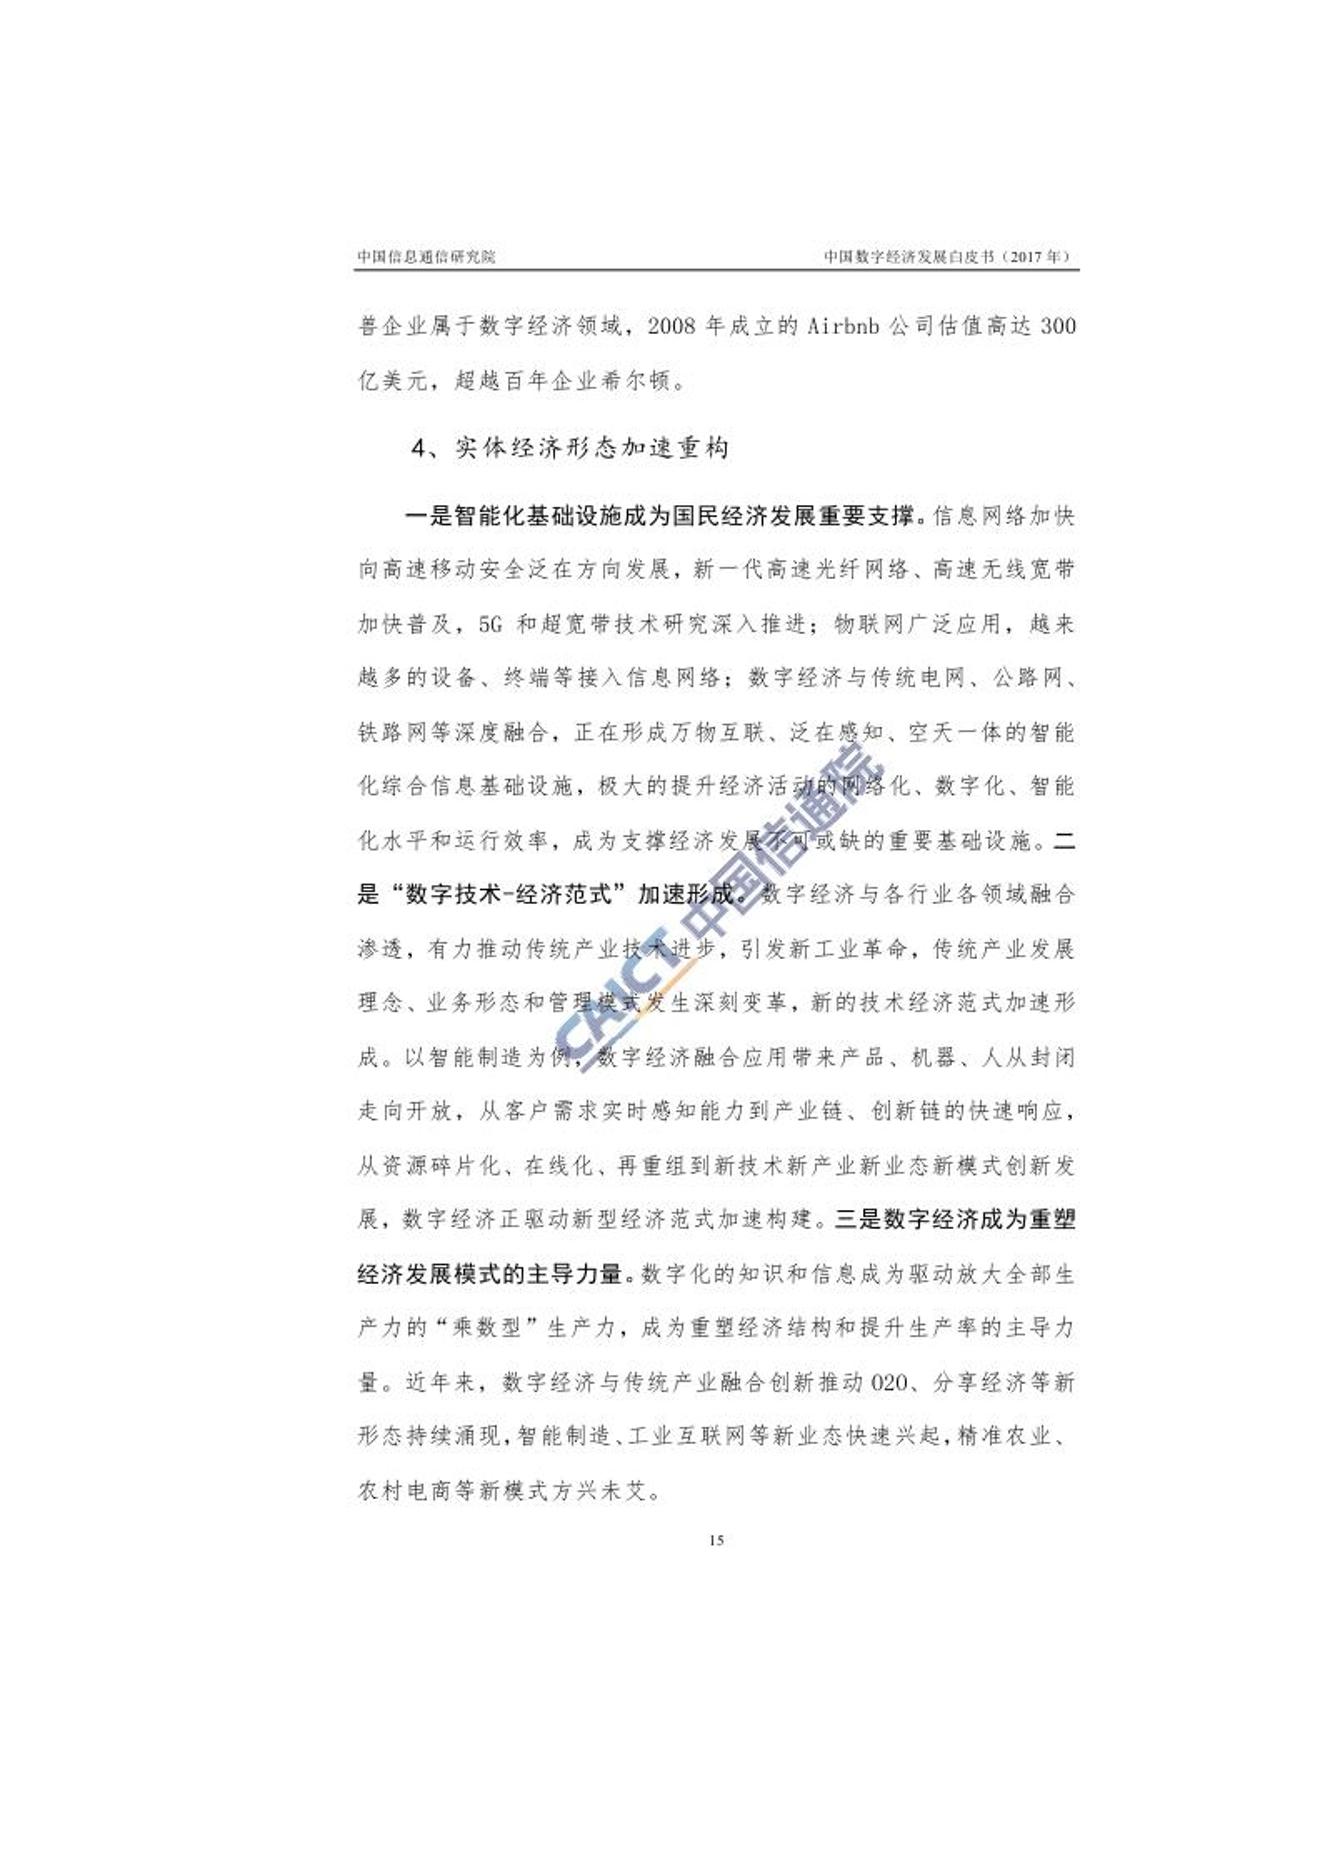 中国信息通信研究院 中国数字经济发展白皮书（2017 年）
兽企业属于数字经济领域，2008 年成立的 Airbnb 公司估值高达 300
亿美元，超越百年企业希尔顿。
4、实体经济形态加速重构
一是智能化基础设施成为国民经济发展重要支撑。信息网络加快
向高速移动安全泛在方向发展，新一代高速光纤网络、高速无线宽带
加快普及，5G 和超宽带技术研究深入推进；物联网广泛应用，越来
越多的设备、终端等接入信息网络；数字经济与传统电网、公路网、
铁路网等深度融合，正在形成万物互联、泛在感知、空天一体的智能
化综合信息基础设施，极大的提升经济活动的网络化、数字化、智能
化水平和运行效率，成为支撑经济发展不可或缺的重要基础设施。二
是“数字技术-经济范式”加速形成。数字经济与各行业各领域融合
渗透，有力推动传统产业技术进步，引发新工业革命，传统产业发展
理念、业务形态和管理模式发生深刻变革，新的技术经济范式加速形
成。以智能制造为例，数字经济融合应用带来产品、机器、人从封闭
走向开放，从客户需求实时感知能力到产业链、创新链的快速响应，
从资源碎片化、在线化、再重组到新技术新产业新业态新模式创新发
展，数字经济正驱动新型经济范式加速构建。三是数字经济成为重塑
经济发展模式的主导力量。数字化的知识和信息成为驱动放大全部生
产力的“乘数型”生产力，成为重塑经济结构和提升生产率的主导力
量。近年来，数字经济与传统产业融合创新推动 O2O、分享经济等新
形态持续涌现，智能制造、工业互联网等新业态快速兴起，精准农业、
农村电商等新模式方兴未艾。
CAICT 中国信通院
15